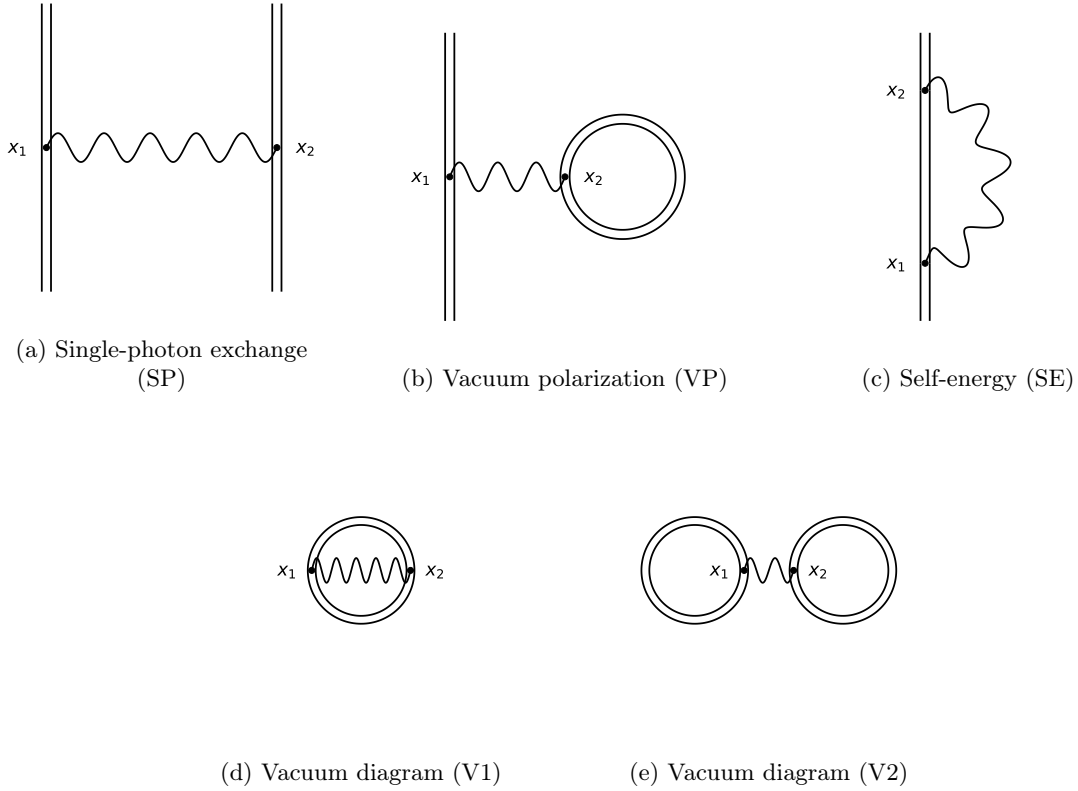 x₁ x₂
x₁ x₂
x₂
x₁
(a) Single-photon exchange
(SP)
(b) Vacuum polarization (VP)
(c) Self-energy (SE)
x₁ x₂
x₁ x₂
(d) Vacuum diagram (V1)
(e) Vacuum diagram (V2)